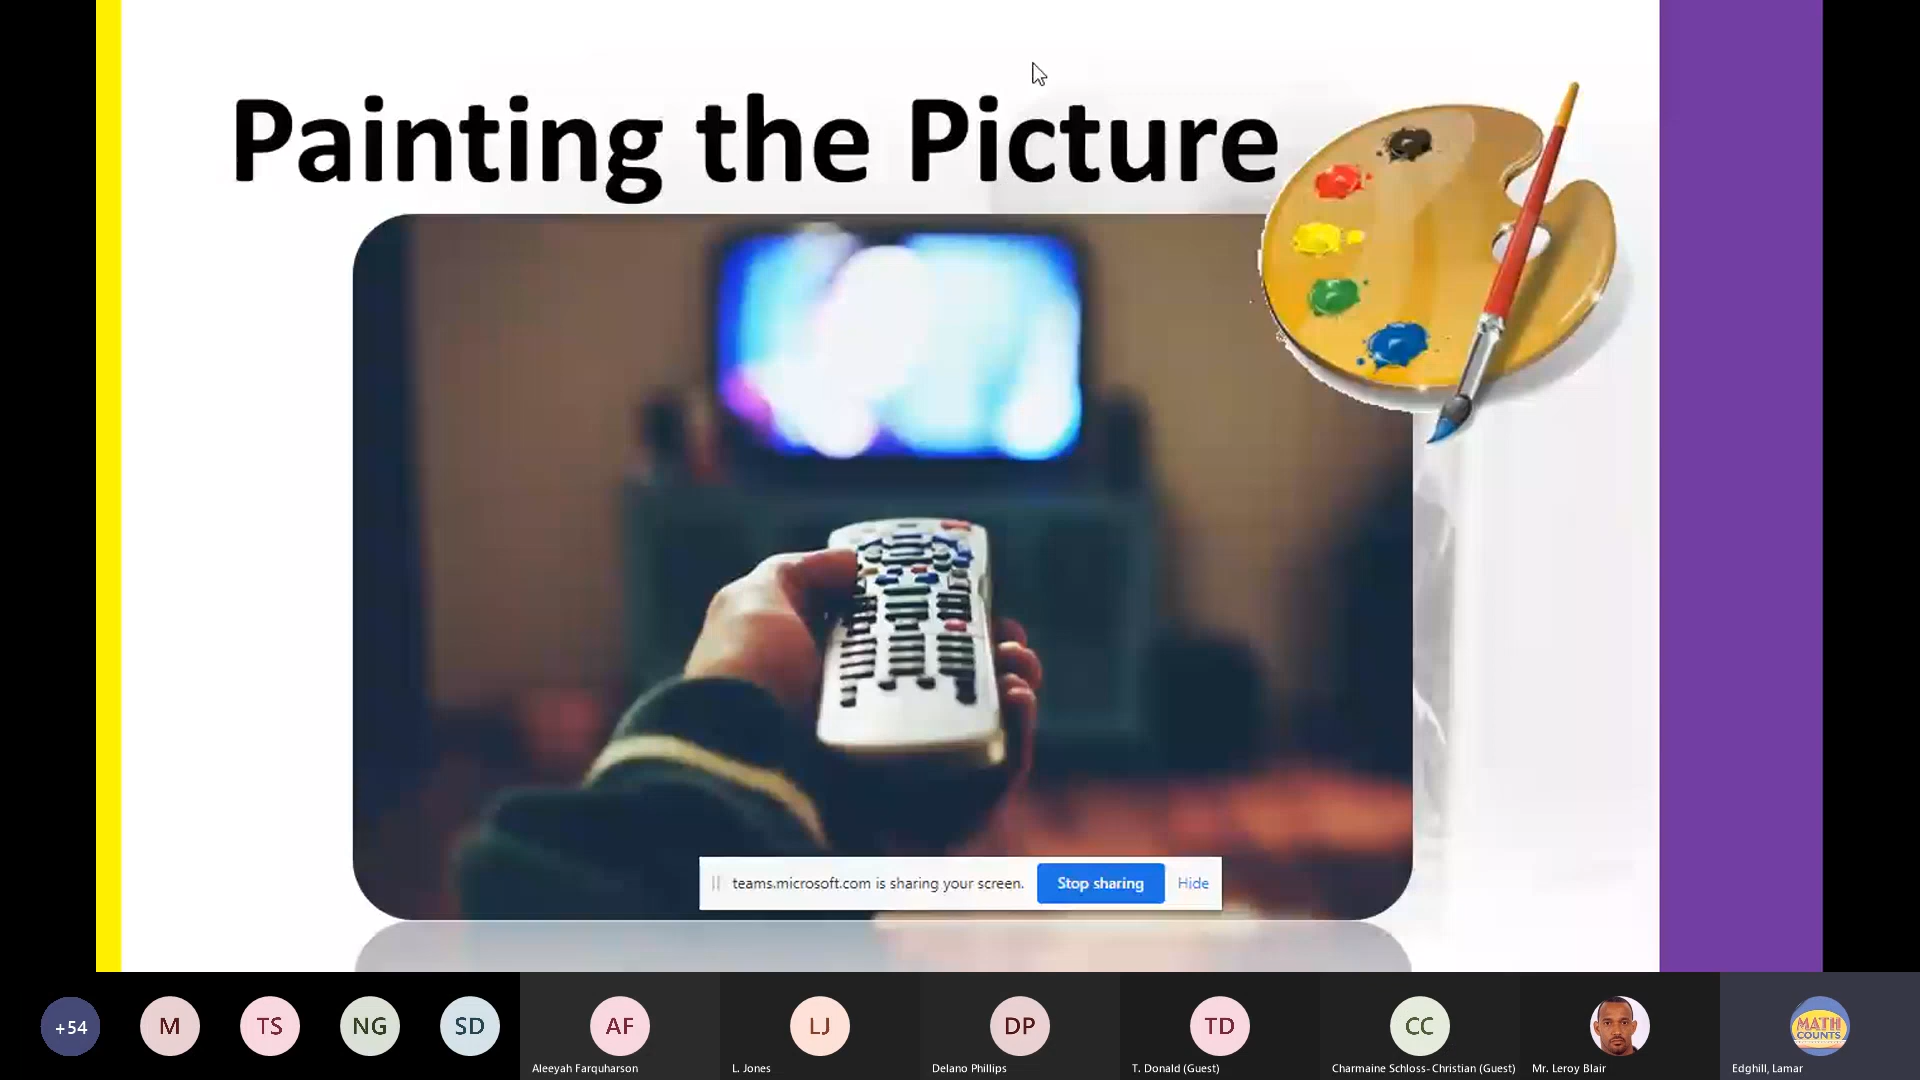 Painting the Picture
teams.microsoft.com is sharing your screen.
Stop sharing
Hide
+54
M
TS
NG
SD
AF
LJ
DP
TD
CC
MATH
COUNTS
Aleeyah Farquharson
L. Jones
Delano Phillips
T. Donald (Guest)
Charmaine Schloss- Christian (Guest)
Mr. Leroy Blair
Edghill, Lamar